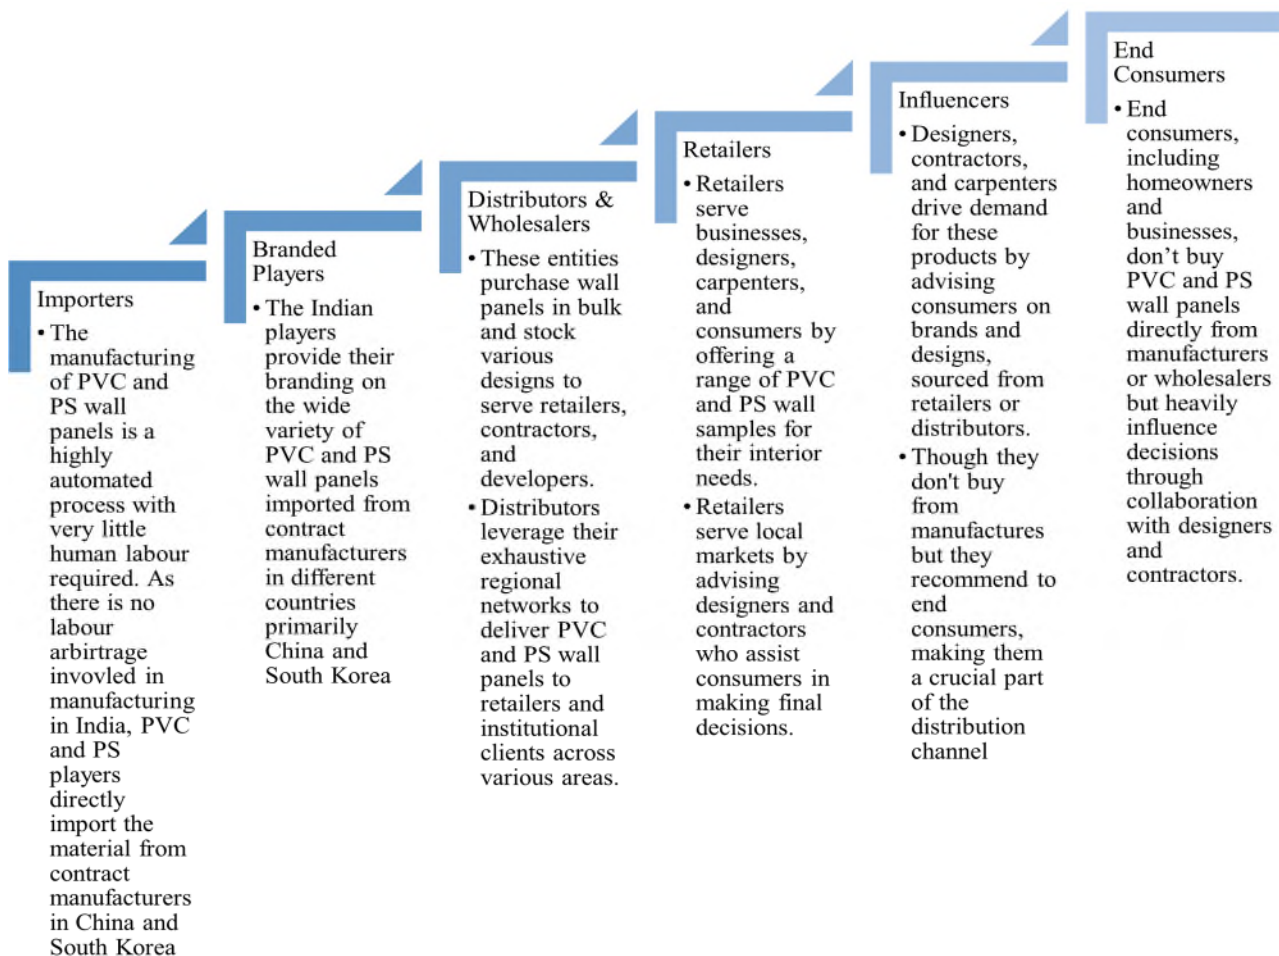 Importers
• The
manufacturing
of PVC and
PS wall
panels is a
highly
automated
process with
very little
human labour
required. As
there is no
labour
arbirtrage
invovled in
manufacturing
in India, PVC
and PS
players
directly
import the
material from
contract
manufacturers
in China and
South Korea
Branded
Players
• The Indian
players
provide their
branding on
the wide
variety of
PVC and PS
wall panels
imported from
contract
manufacturers
in different
countries
primarily
China and
South Korea
Distributors &
Wholesalers
• These entities
purchase wall
panels in bulk
and stock
various
designs to
serve retailers,
contractors,
and
developers.
• Distributors
leverage their
exhaustive
regional
networks to
deliver PVC
and PS wall
panels to
retailers and
institutional
clients across
various areas.
Retailers
• Retailers
serve
businesses,
designers,
carpenters,
and
consumers by
offering a
range of PVC
and PS wall
samples for
their interior
needs.
• Retailers
serve local
markets by
advising
designers and
contractors
who assist
consumers in
making final
decisions.
Influencers
• Designers,
contractors,
and carpenters
drive demand
for these
products by
advising
consumers on
brands and
designs,
sourced from
retailers or
distributors.
• Though they
don't buy
from
manufactures
but they
recommend to
end
consumers,
making them
a crucial part
of the
distribution
channel
End
Consumers
• End
consumers,
including
homeowners
and
businesses,
don’t buy
PVC and PS
wall panels
directly from
manufacturers
or wholesalers
but heavily
influence
decisions
through
collaboration
with designers
and
contractors.